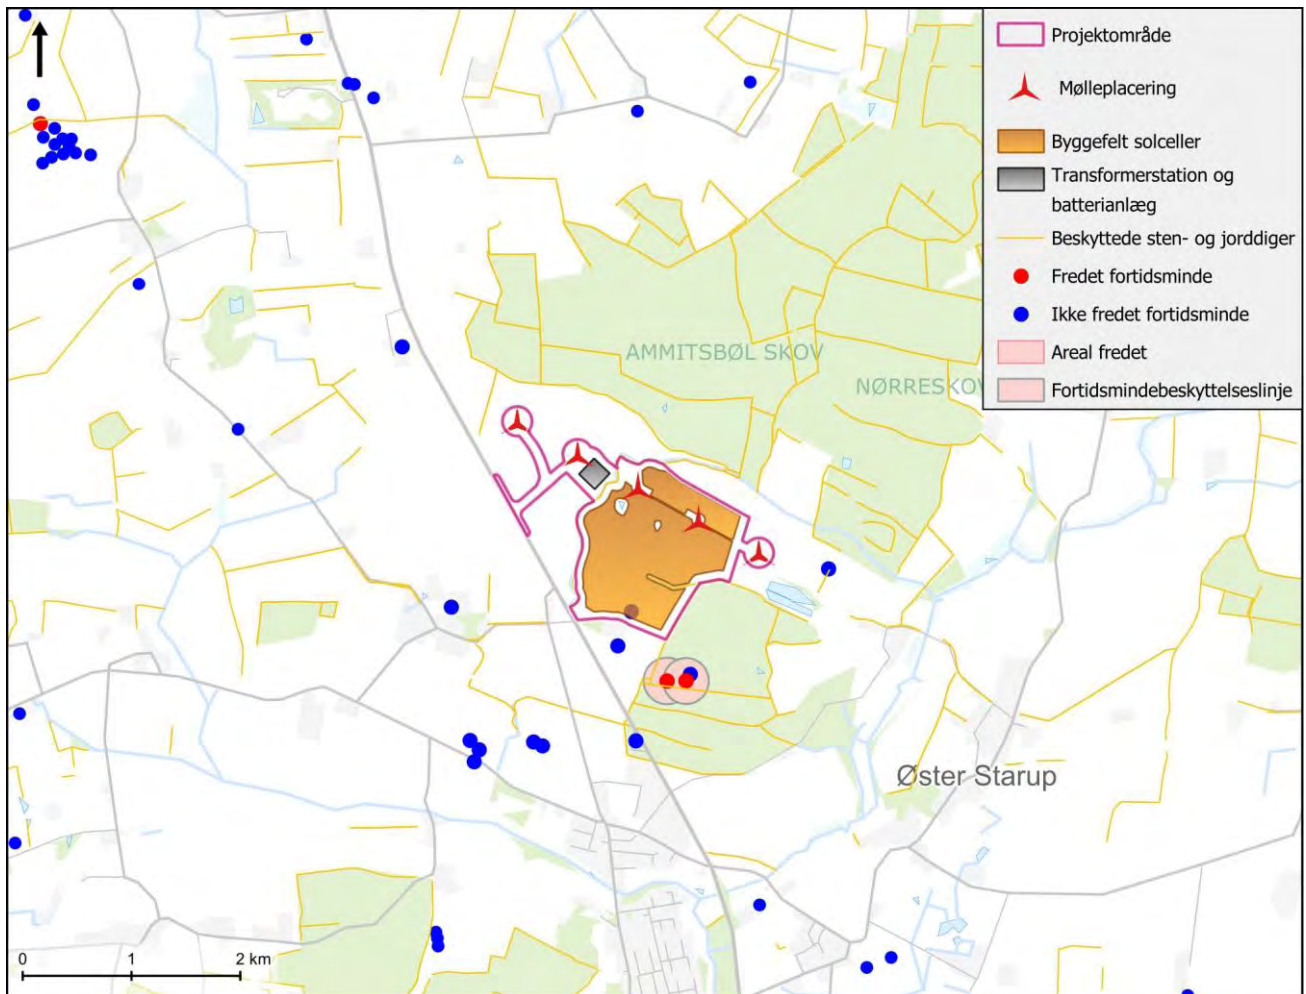 Projektområde
Mølleplacering
Byggefelt solceller
Transformerstation og
batterianlæg
Beskyttede sten- og jorddiger
Fredet fortidsminde
Ikke fredet fortidsminde
Areal fredet
Fortidsmindebeskyttelseslinje
AMMITSBØL SKOV
NØRRESKOV
Øster Starup
0 1 2 km